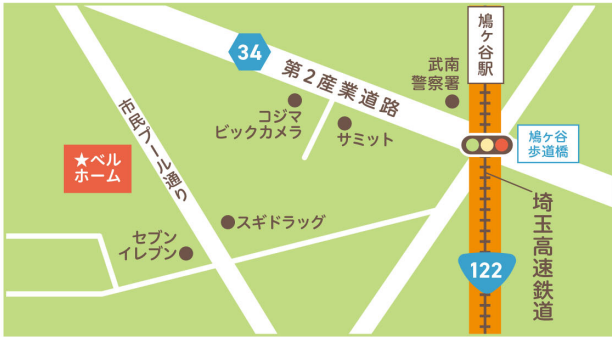 鳩ヶ谷駅
34
第2産業道路
武南
警察署
コジマ
ビックカメラ
サミット
鳩ヶ谷
歩道橋
市民プール通り
★ベル
ホーム
スギドラッグ
セブン
イレブン
埼玉高速鉄道
122